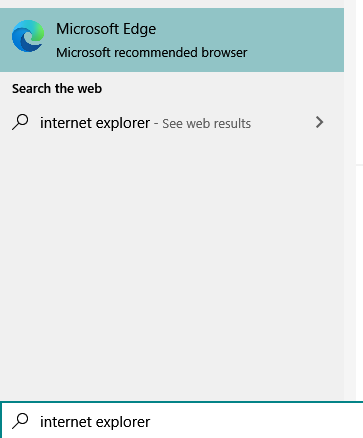 Microsoft Edge
Microsoft recommended browser
Search the web
internet explorer - See web results
internet explorer